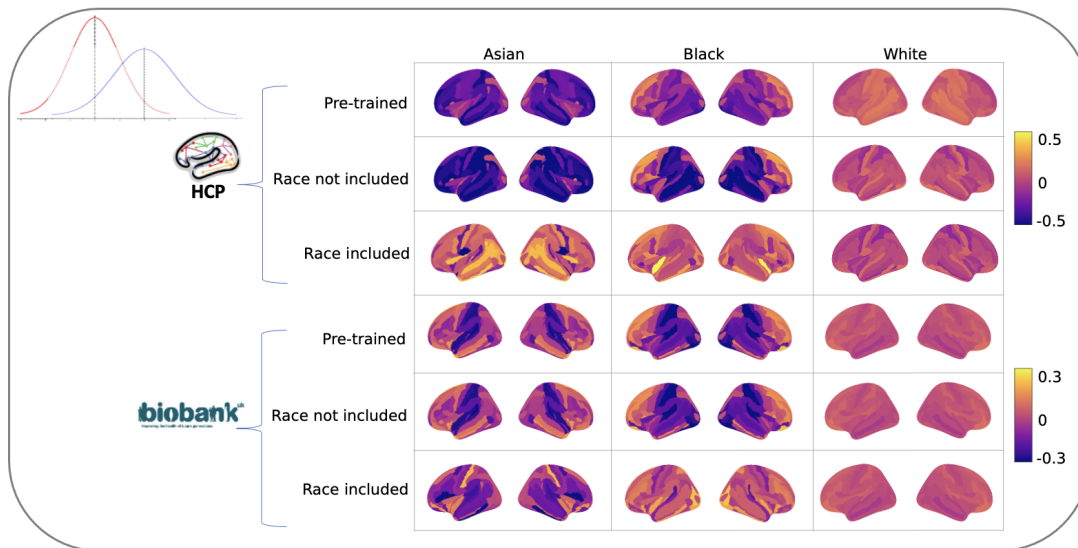 Asian Black White
Pre-trained
HCP
Race not included
Race included
0.5
0
-0.5
Pre-trained
biobank
Race not included
Race included
0.3
0
-0.3